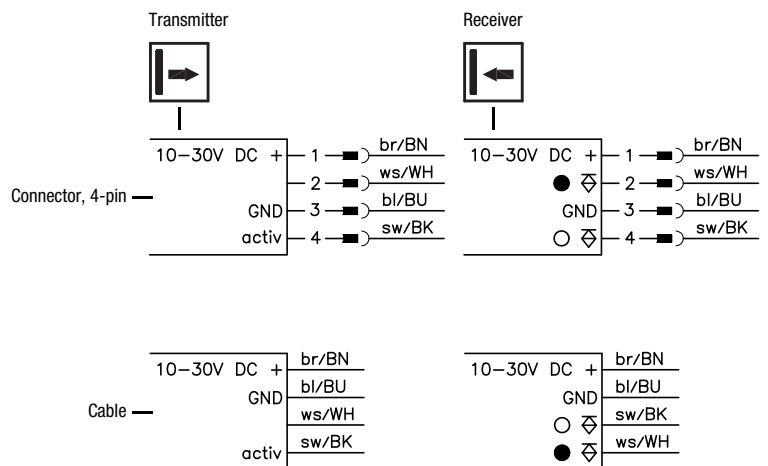 Transmitter Receiver
10–30V DC + 1 br/BN 10–30V DC + 1 br/BN
2 ws/WH 2 ws/WH
Connector, 4-pin GND 3 bl/BU GND 3 bl/BU
activ 4 sw/BK 4 sw/BK
10–30V DC + br/BN 10–30V DC + br/BN
GND bl/BU GND bl/BU
Cable ws/WH sw/BK
activ sw/BK ws/WH